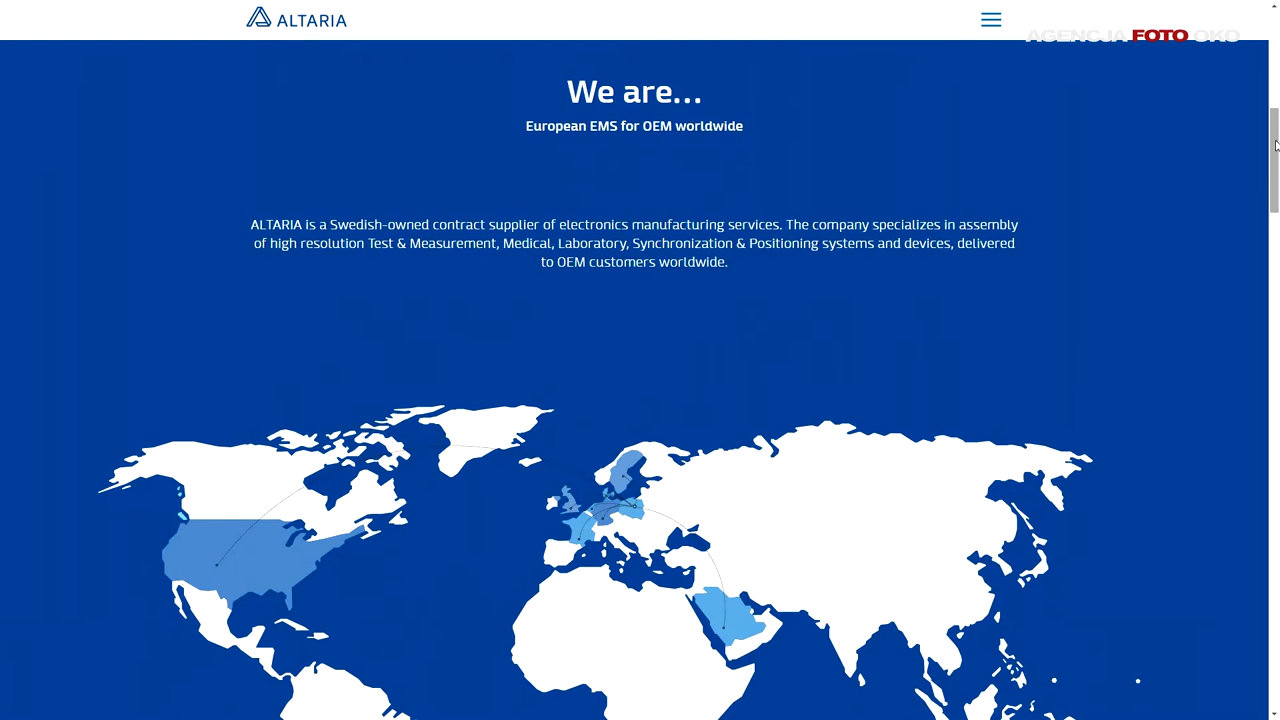 ALTARIA
AGENCJA FOTO OKO
We are...
European EMS for OEM worldwide
ALTARIA is a Swedish-owned contract supplier of electronics manufacturing services. The company specializes in assembly
of high resolution Test & Measurement, Medical, Laboratory, Synchronization & Positioning systems and devices, delivered
to OEM customers worldwide.